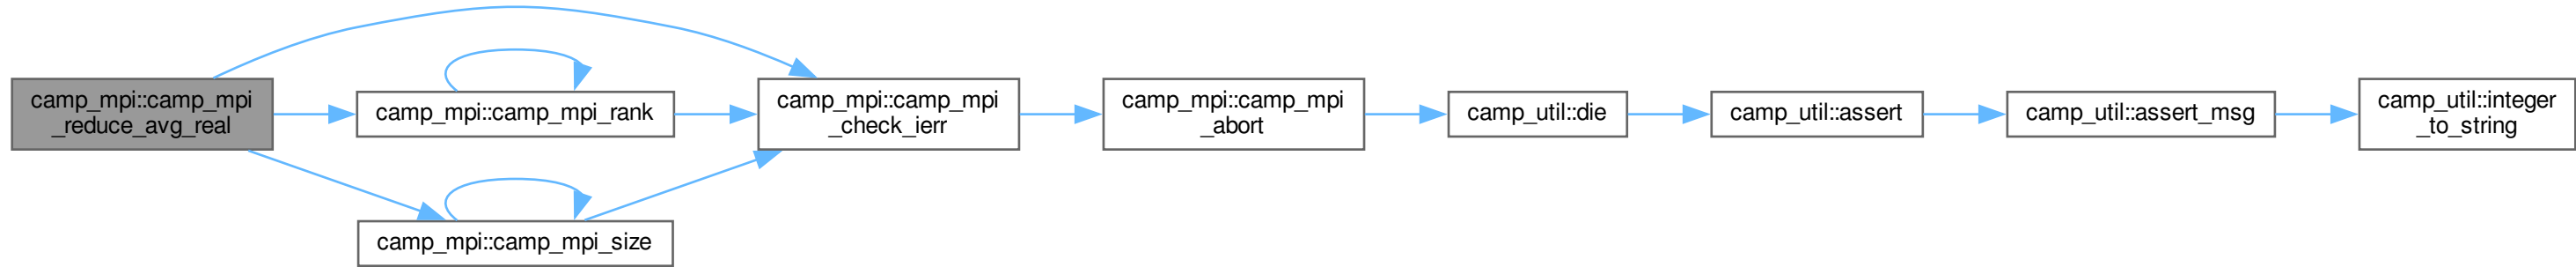 camp_mpi::camp_mpi
_reduce_avg_real
camp_mpi::camp_mpi_rank
camp_mpi::camp_mpi_size
camp_mpi::camp_mpi
_check_ierr
camp_mpi::camp_mpi
_abort
camp_util::die
camp_util::assert
camp_util::assert_msg
camp_util::integer
_to_string